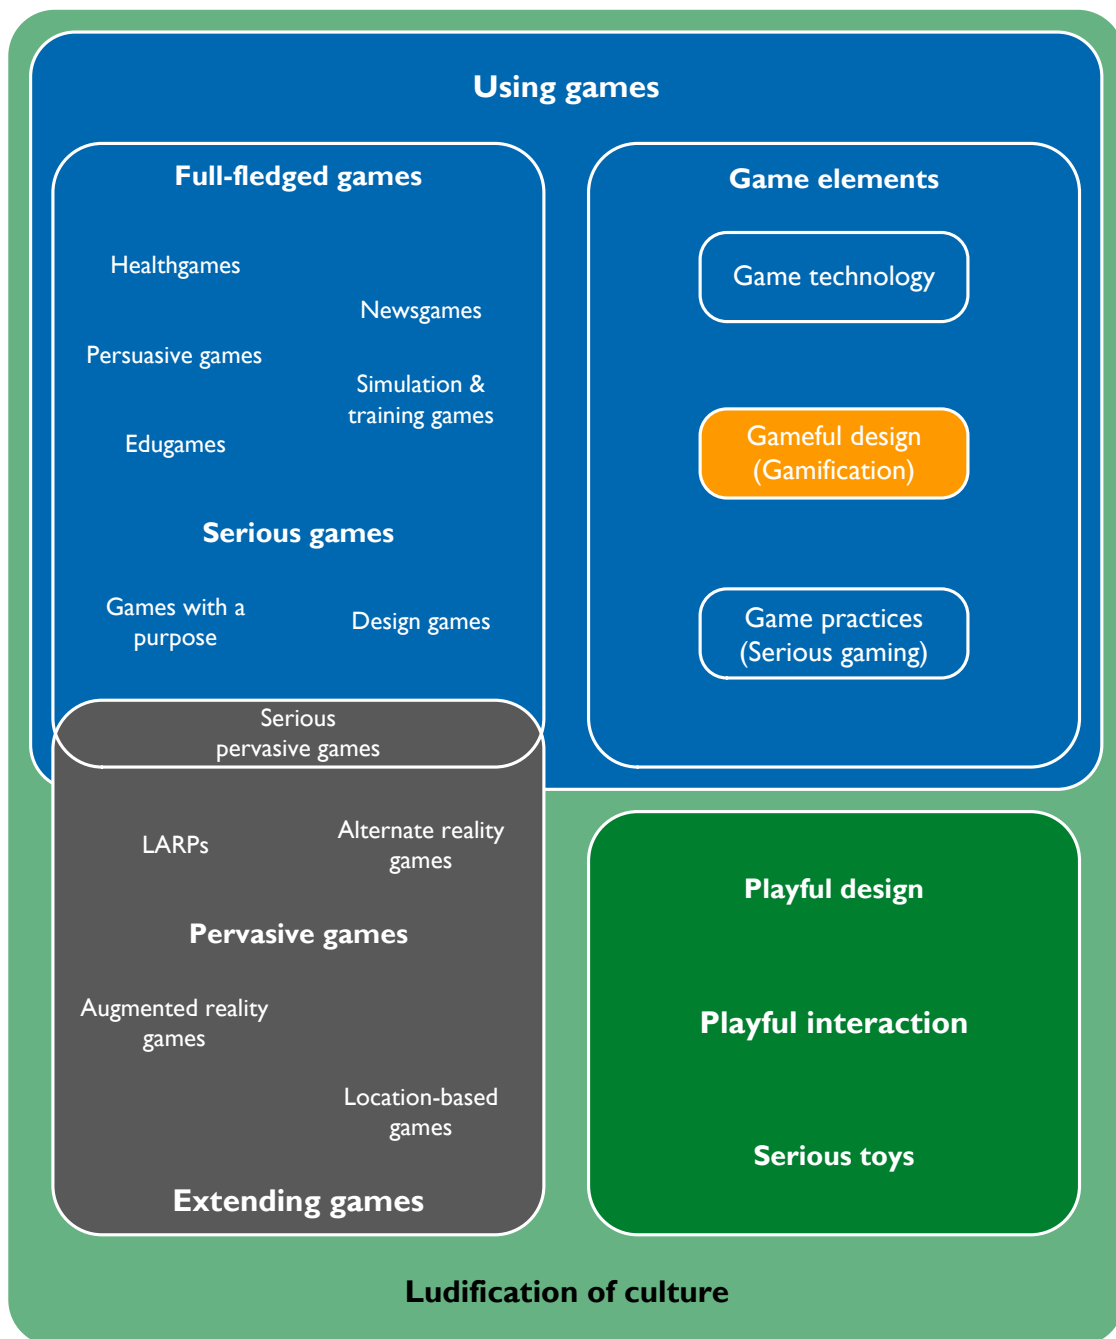 Using games
Full-fledged games
Healthgames
Newsgames
Persuasive games
Simulation &
training games
Edugames
Serious games
Games with a
purpose
Design games
Serious
pervasive games
Game elements
Game technology
Gameful design
(Gamification)
Game practices
(Serious gaming)
LARPs
Alternate reality
games
Pervasive games
Augmented reality
games
Location-based
games
Extending games
Playful design
Playful interaction
Serious toys
Ludification of culture